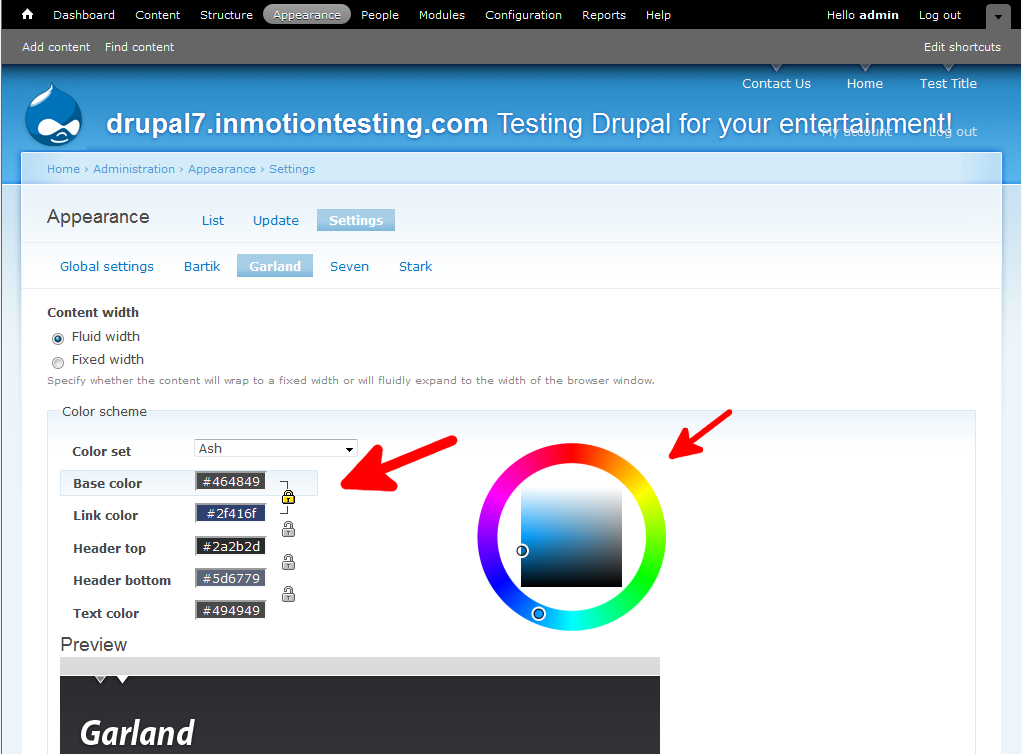 Dashboard Content Structure Appearance People Modules Configuration Reports Help Hello admin Log out
Add content Find content Edit shortcuts
Contact Us Home Test Title
drupal7.inmotiontesting.com Testing Drupal for your entertainment!
My account Log out
Home › Administration › Appearance › Settings
Appearance List Update Settings
Global settings Bartik Garland Seven Stark
Content width
Fluid width
Fixed width
Specify whether the content will wrap to a fixed width or will fluidly expand to the width of the browser window.
Color scheme
Color set Ash
Base color #464849
Link color #2f416f
Header top #2a2b2d
Header bottom #5d6779
Text color #494949
Preview
Garland